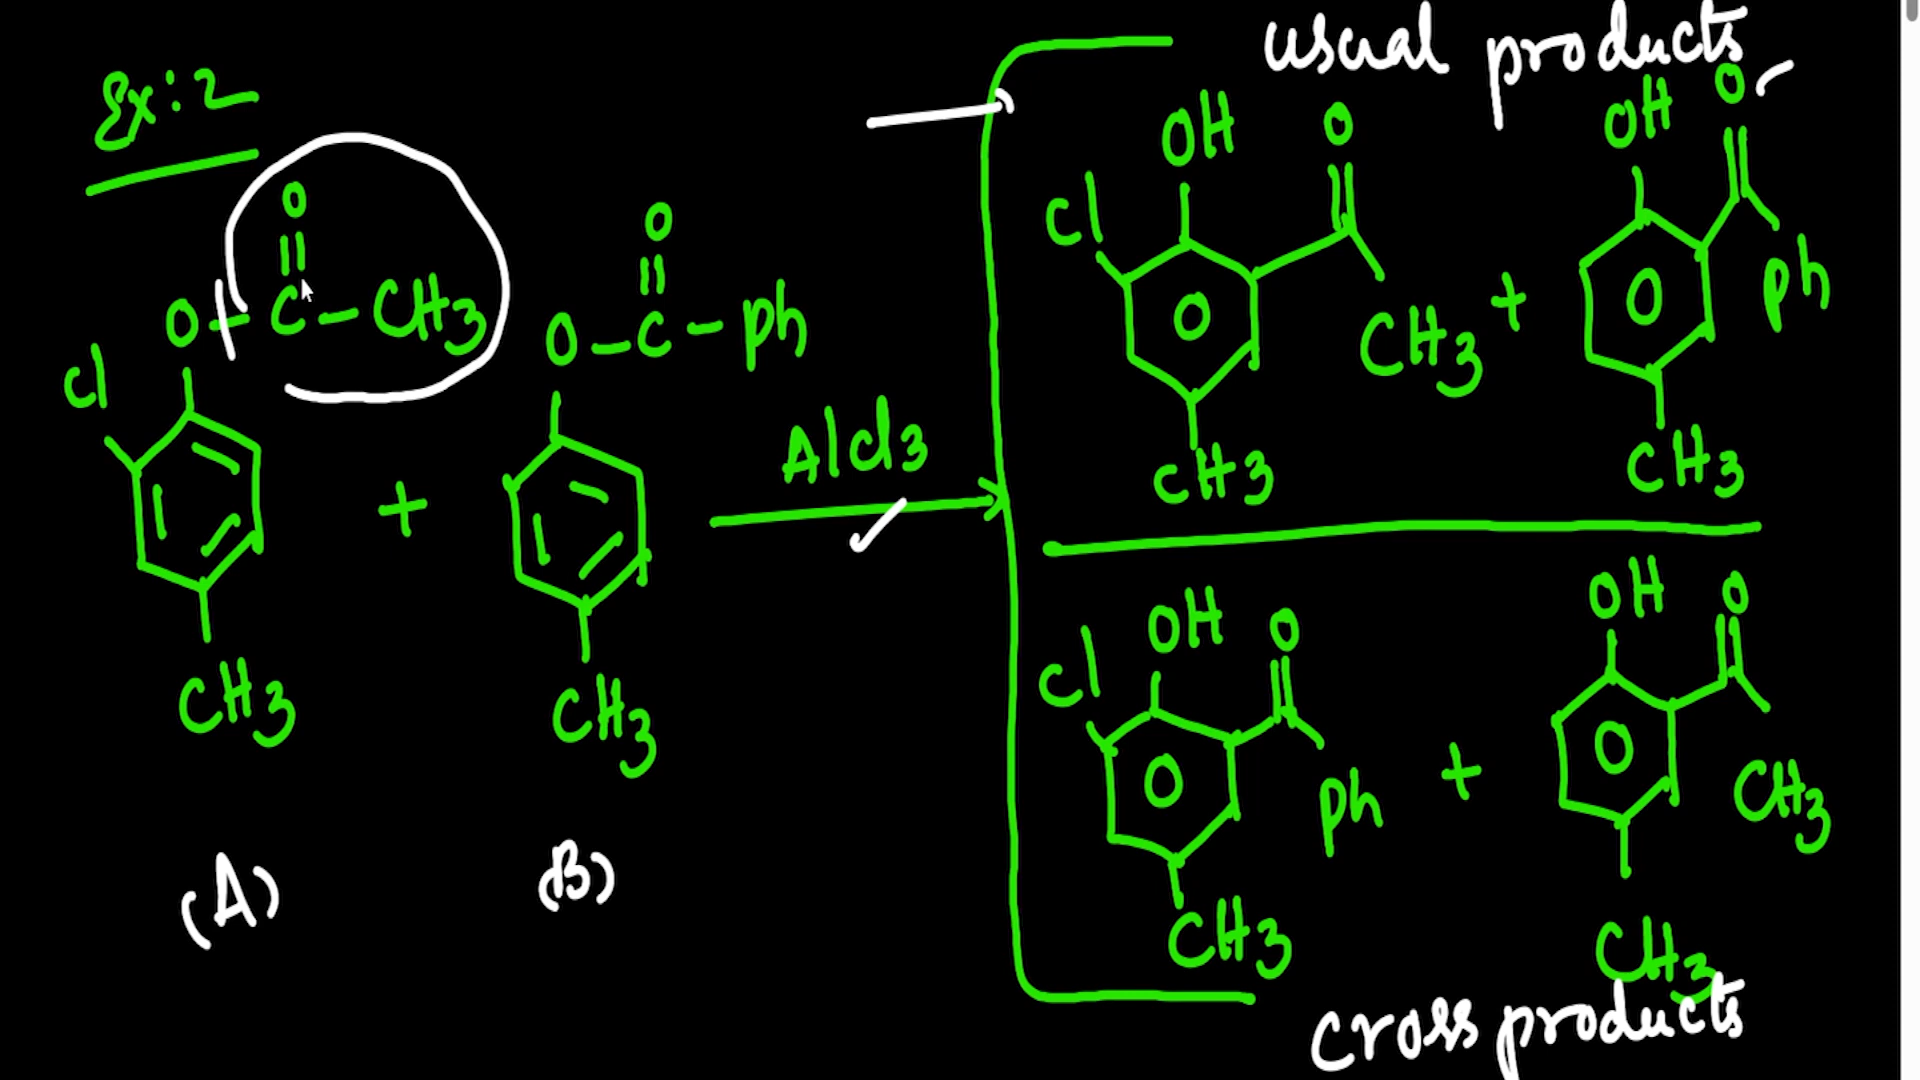 Ex:2
O
O - C - CH3
Cl
CH3
(A)
+
O
O - C - Ph
CH3
(B)
AlCl3
usual products
OH O
Cl
CH3
CH3
+
OH O
Ph
CH3
OH O
Cl
Ph
CH3
+
OH O
CH3
CH3
cross products